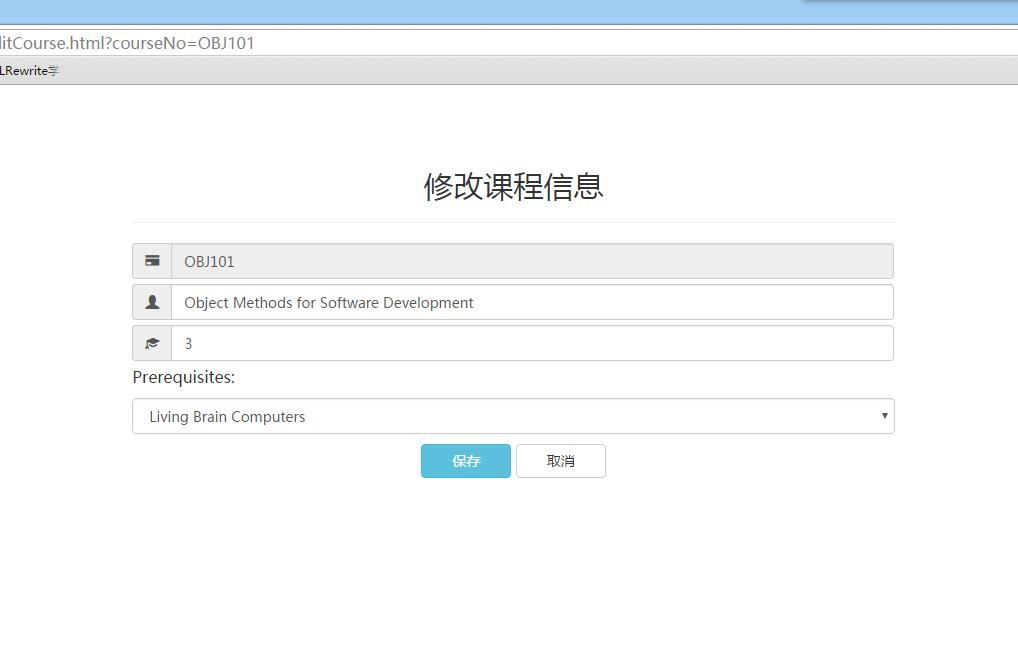 litCourse.html?courseNo=OBJ101
LRewrite学
修改课程信息
OBJ101
Object Methods for Software Development
3
Prerequisites:
Living Brain Computers
保存 取消